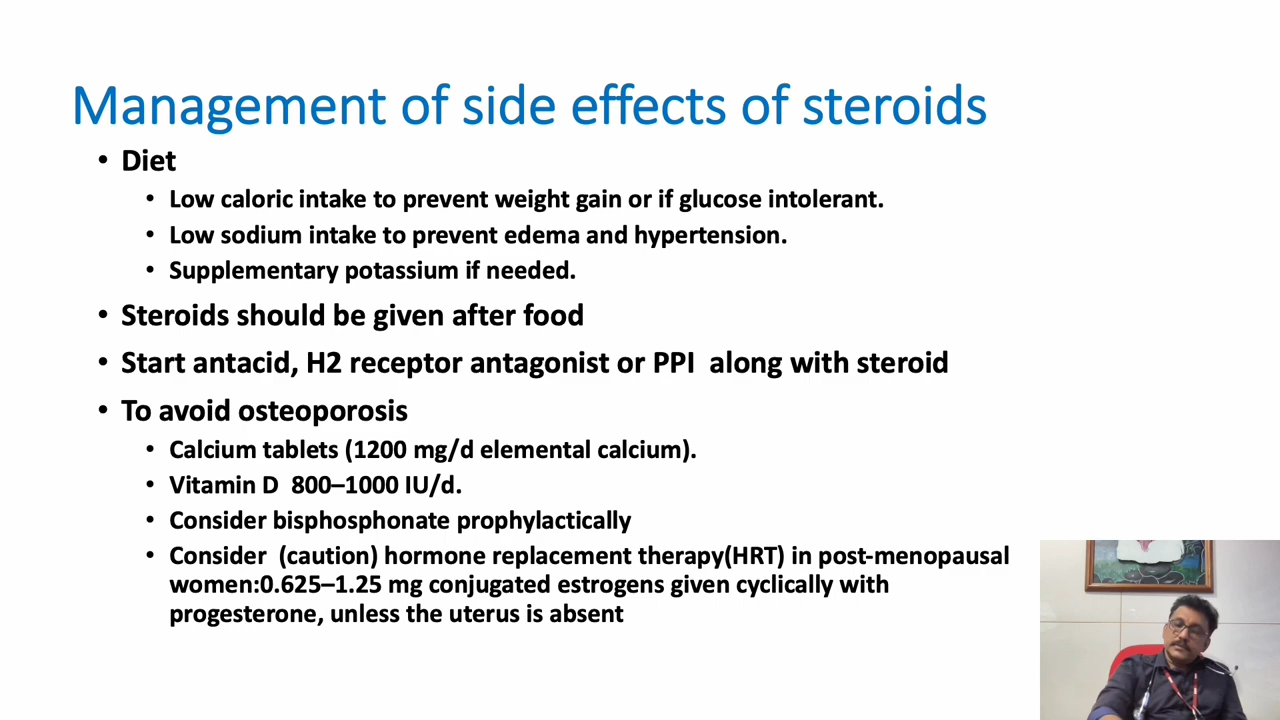 Management of side effects of steroids
• Diet
• Low caloric intake to prevent weight gain or if glucose intolerant.
• Low sodium intake to prevent edema and hypertension.
• Supplementary potassium if needed.
• Steroids should be given after food
• Start antacid, H2 receptor antagonist or PPI  along with steroid
• To avoid osteoporosis
• Calcium tablets (1200 mg/d elemental calcium).
• Vitamin D  800–1000 IU/d.
• Consider bisphosphonate prophylactically
• Consider  (caution) hormone replacement therapy(HRT) in post-menopausal
women:0.625–1.25 mg conjugated estrogens given cyclically with
progesterone, unless the uterus is absent